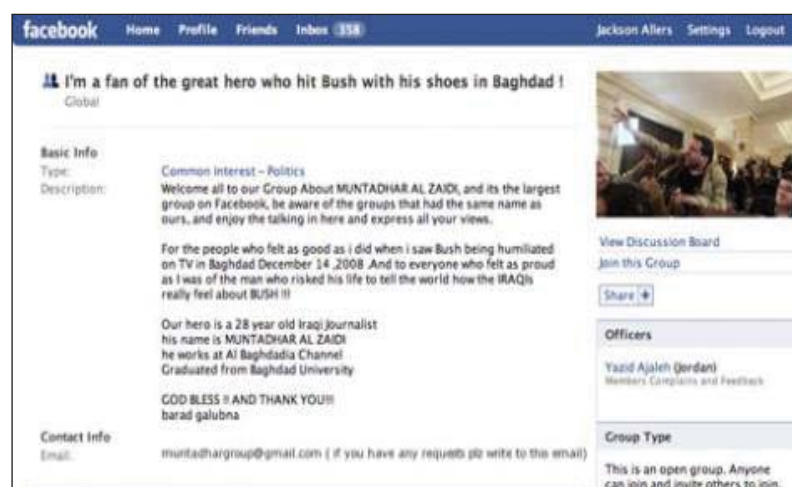 facebook Home Profile Friends Inbox 358 Jackson Allers Settings Logout
I'm a fan of the great hero who hit Bush with his shoes in Baghdad !
Global
Basic Info
Type: Common Interest - Politics
Description: Welcome all to our Group About MUNTADHAR AL ZAIDI, and its the largest
group on Facebook, be aware of the groups that had the same name as
ours, and enjoy the talking in here and express all your views.
For the people who felt as good as i did when i saw Bush being humiliated
on TV in Baghdad December 14 ,2008 .And to everyone who felt as proud
as I was of the man who risked his life to tell the world how the IRAQIs
really feel about BUSH !!!
Our hero is a 28 year old Iraqi Journalist
his name is MUNTADHAR AL ZAIDI
he works at Al Baghdadia Channel
Graduated from Baghdad University
GOD BLESS !! AND THANK YOU!!!
barad galubna
Contact Info
Email: muntadhargroup@gmail.com ( if you have any requests plz write to this email)
View Discussion Board
Join this Group
Share +
Officers
Yazid Ajaleh (Jordan)
Members Complains and Feedback
Group Type
This is an open group. Anyone
can join and invite others to join.